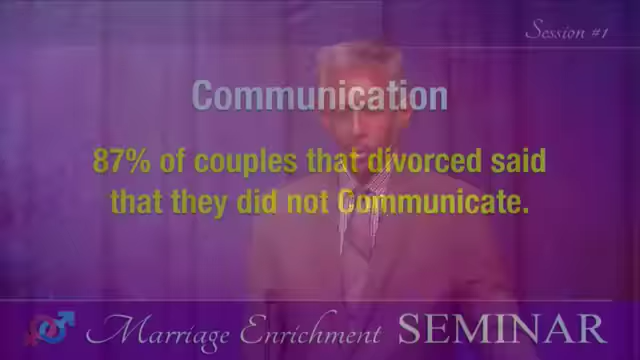 Session #1
Communication
87% of couples that divorced said
that they did not Communicate.
Marriage Enrichment SEMINAR